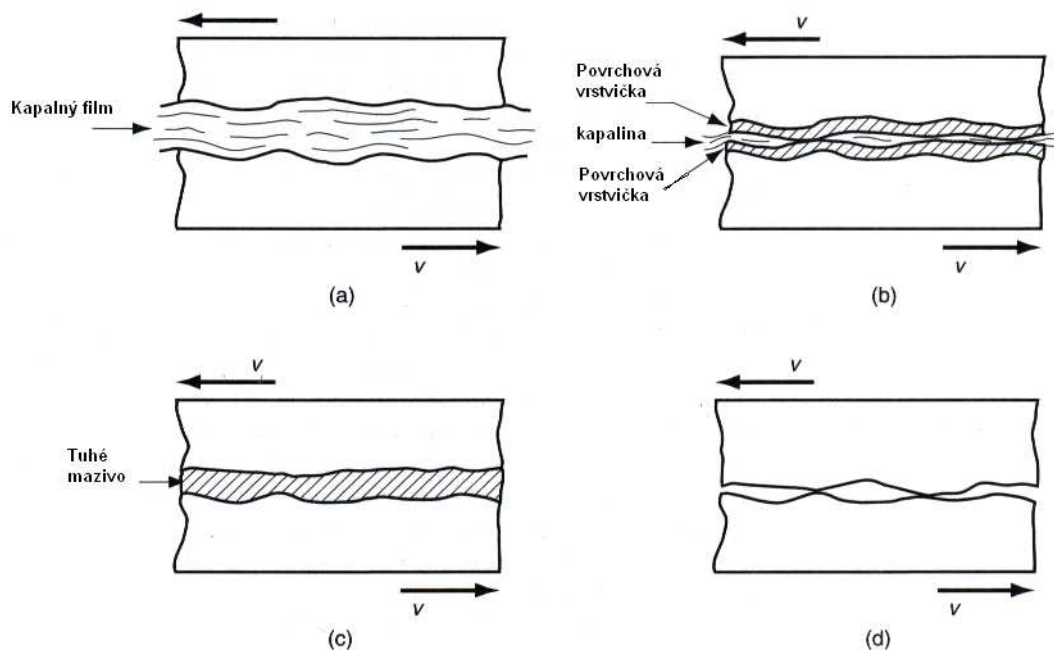 Kapalný film
v
(a)
v
Povrchová
vrstvička
kapalina
Povrchová
vrstvička
v
(b)
v
Tuhé
mazivo
v
(c)
v
v
(d)